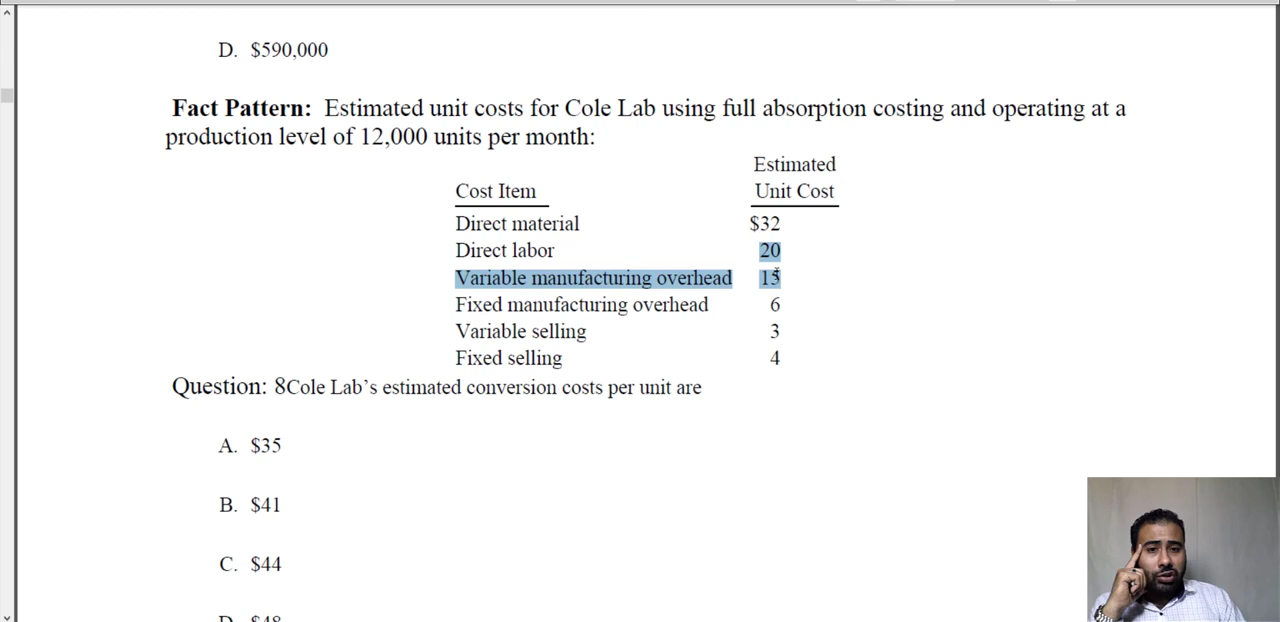 D. $590,000
Fact Pattern: Estimated unit costs for Cole Lab using full absorption costing and operating at a
production level of 12,000 units per month:
Estimated
Cost Item Unit Cost
Direct material $32
Direct labor 20
Variable manufacturing overhead 15
Fixed manufacturing overhead 6
Variable selling 3
Fixed selling 4
Question: 8Cole Lab's estimated conversion costs per unit are
A. $35
B. $41
C. $44
D. $48